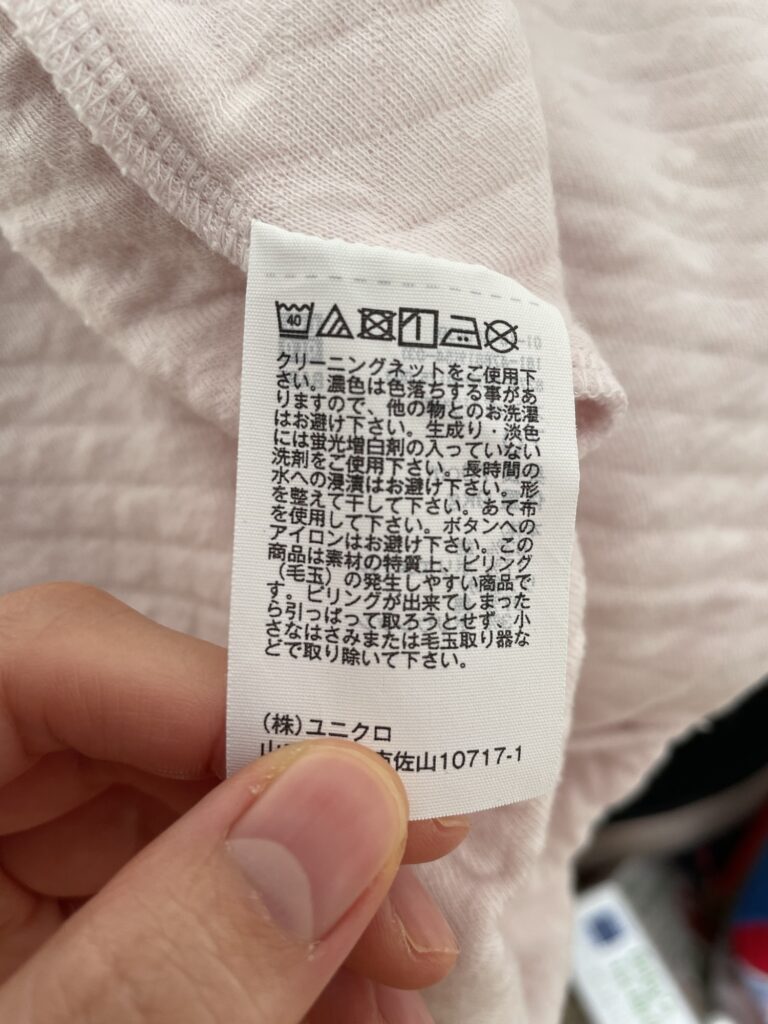 40
クリーニングネットをご使用下
さい。濃色は色落ちする事があ
りますので、他の物とのお洗濯
はお避け下さい。生成り・淡色
には蛍光増白剤の入っていない
洗剤をご使用下さい。長時間の
水への浸漬はお避け下さい。形
を整えて干して下さい。あて布
を使用して下さい。ボタンへの
アイロンはお避け下さい。この
商品は素材の特質上、ピリング
（毛玉）の発生しやすい商品で
す。ピリングが出来てしまった
ら引っぱって取ろうとせず、小
さなはさみまたは毛玉取り器な
どで取り除いて下さい。
(株)ユニクロ
山 佐山10717-1